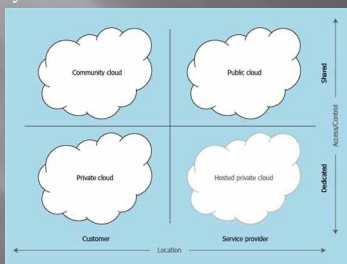 Community cloud
Public cloud
Shared
Private cloud
Hosted private cloud
Dedicated
Access/Control
Customer
Service provider
Location